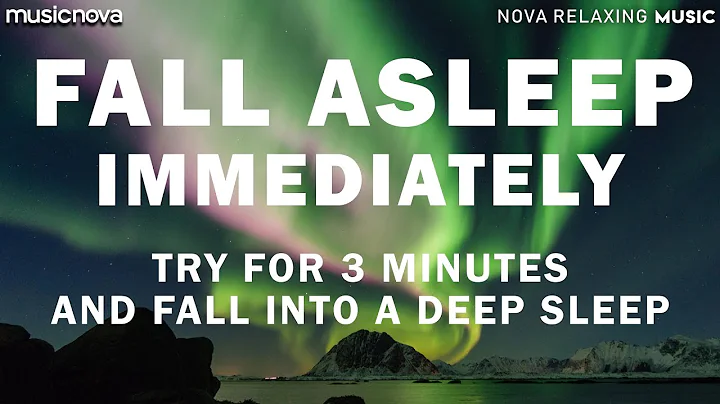 musicnova
NOVA RELAXING MUSIC
FALL ASLEEP
IMMEDIATELY
TRY FOR 3 MINUTES
AND FALL INTO A DEEP SLEEP